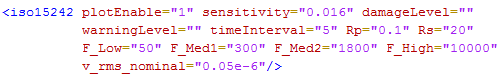 <iso15242 plotEnable="1" sensitivity="0.016" damageLevel=""
warningLevel="" timeInterval="5" Rp="0.1" Rs="20"
F_Low="50" F_Med1="300" F_Med2="1800" F_High="10000"
v_rms_nominal="0.05e-6"/>